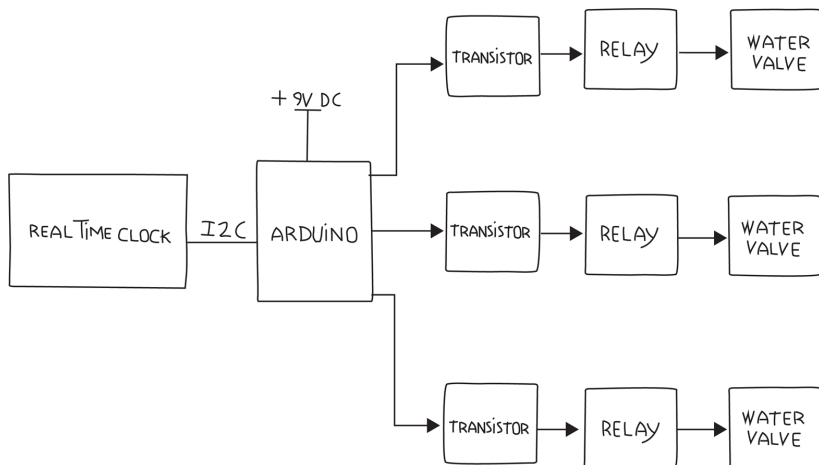 TRANSISTOR
RELAY
WATER
VALVE
+9V DC
REAL TIME CLOCK
I2C
ARDUINO
TRANSISTOR
RELAY
WATER
VALVE
TRANSISTOR
RELAY
WATER
VALVE